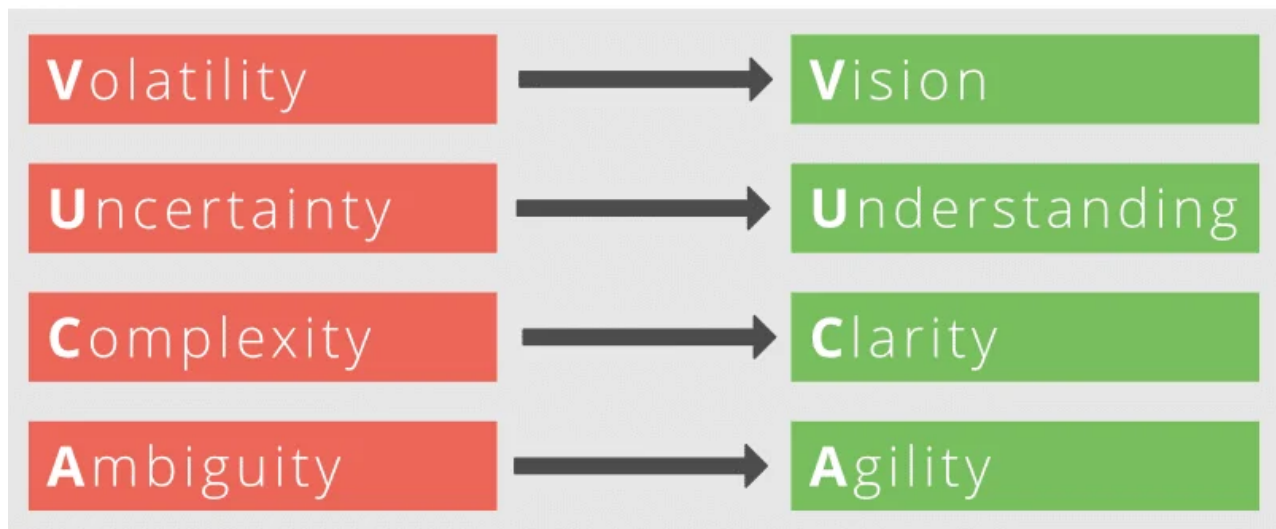 Volatility
Vision
Uncertainty
Understanding
Complexity
Clarity
Ambiguity
Agility